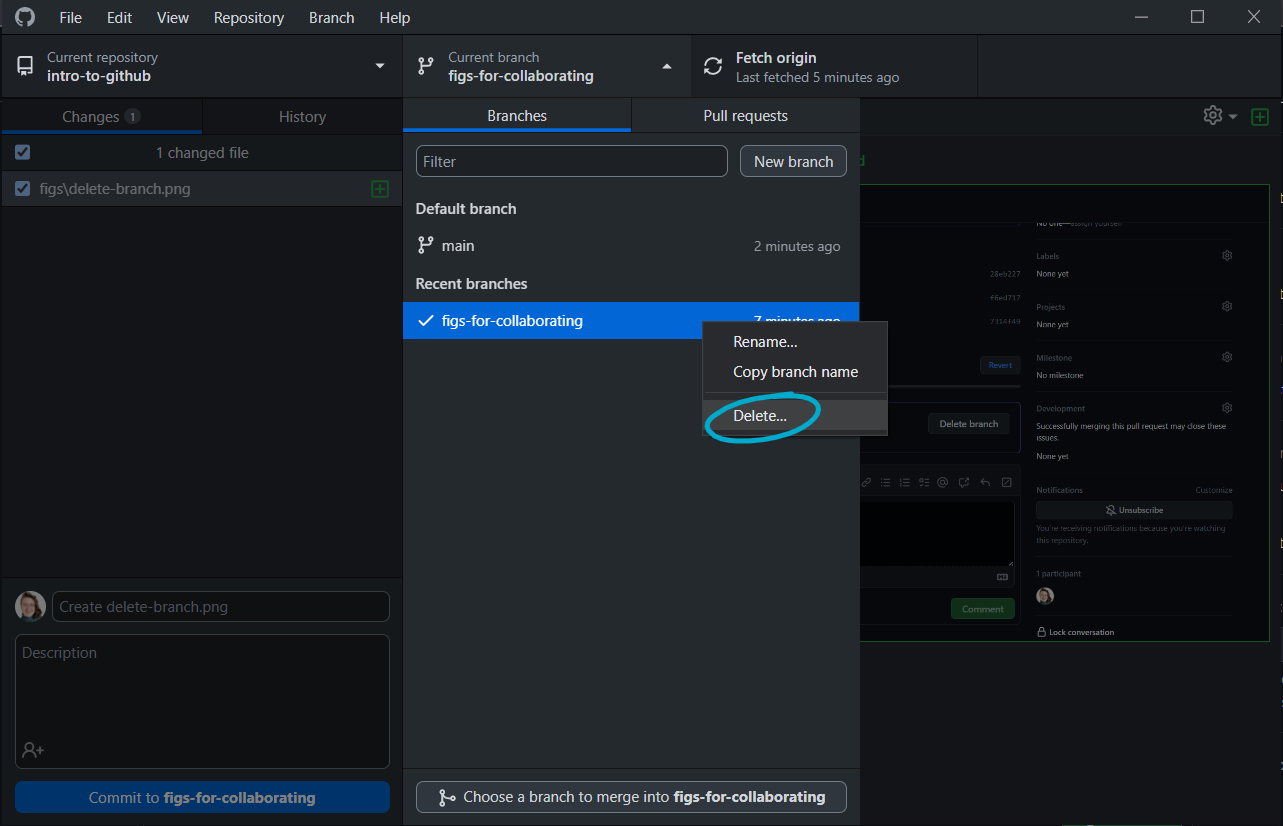 File Edit View Repository Branch Help
Current repository
intro-to-github
Current branch
figs-for-collaborating
Fetch origin
Last fetched 5 minutes ago
Changes 1
History
1 changed file
figs\delete-branch.png
Branches
Pull requests
Filter
New branch
Default branch
main 2 minutes ago
Recent branches
figs-for-collaborating 7 minutes ago
Rename...
Copy branch name
Delete...
Choose a branch to merge into figs-for-collaborating
Create delete-branch.png
Description
Commit to figs-for-collaborating
No one—assign yourself
Labels
None yet
Projects
None yet
Milestone
No milestone
Development
Successfully merging this pull request may close these
issues.
None yet
Notifications Customize
Unsubscribe
You're receiving notifications because you're watching
this repository.
1 participant
Lock conversation
28eb227
f6ed717
Revert
Delete branch
Comment